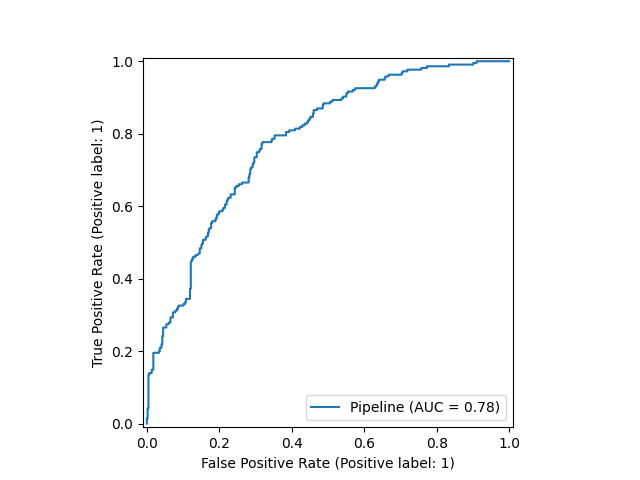 1.0
0.8
0.6
0.4
0.2
0.0
True Positive Rate (Positive label: 1)
Pipeline (AUC = 0.78)
0.0 0.2 0.4 0.6 0.8 1.0
False Positive Rate (Positive label: 1)